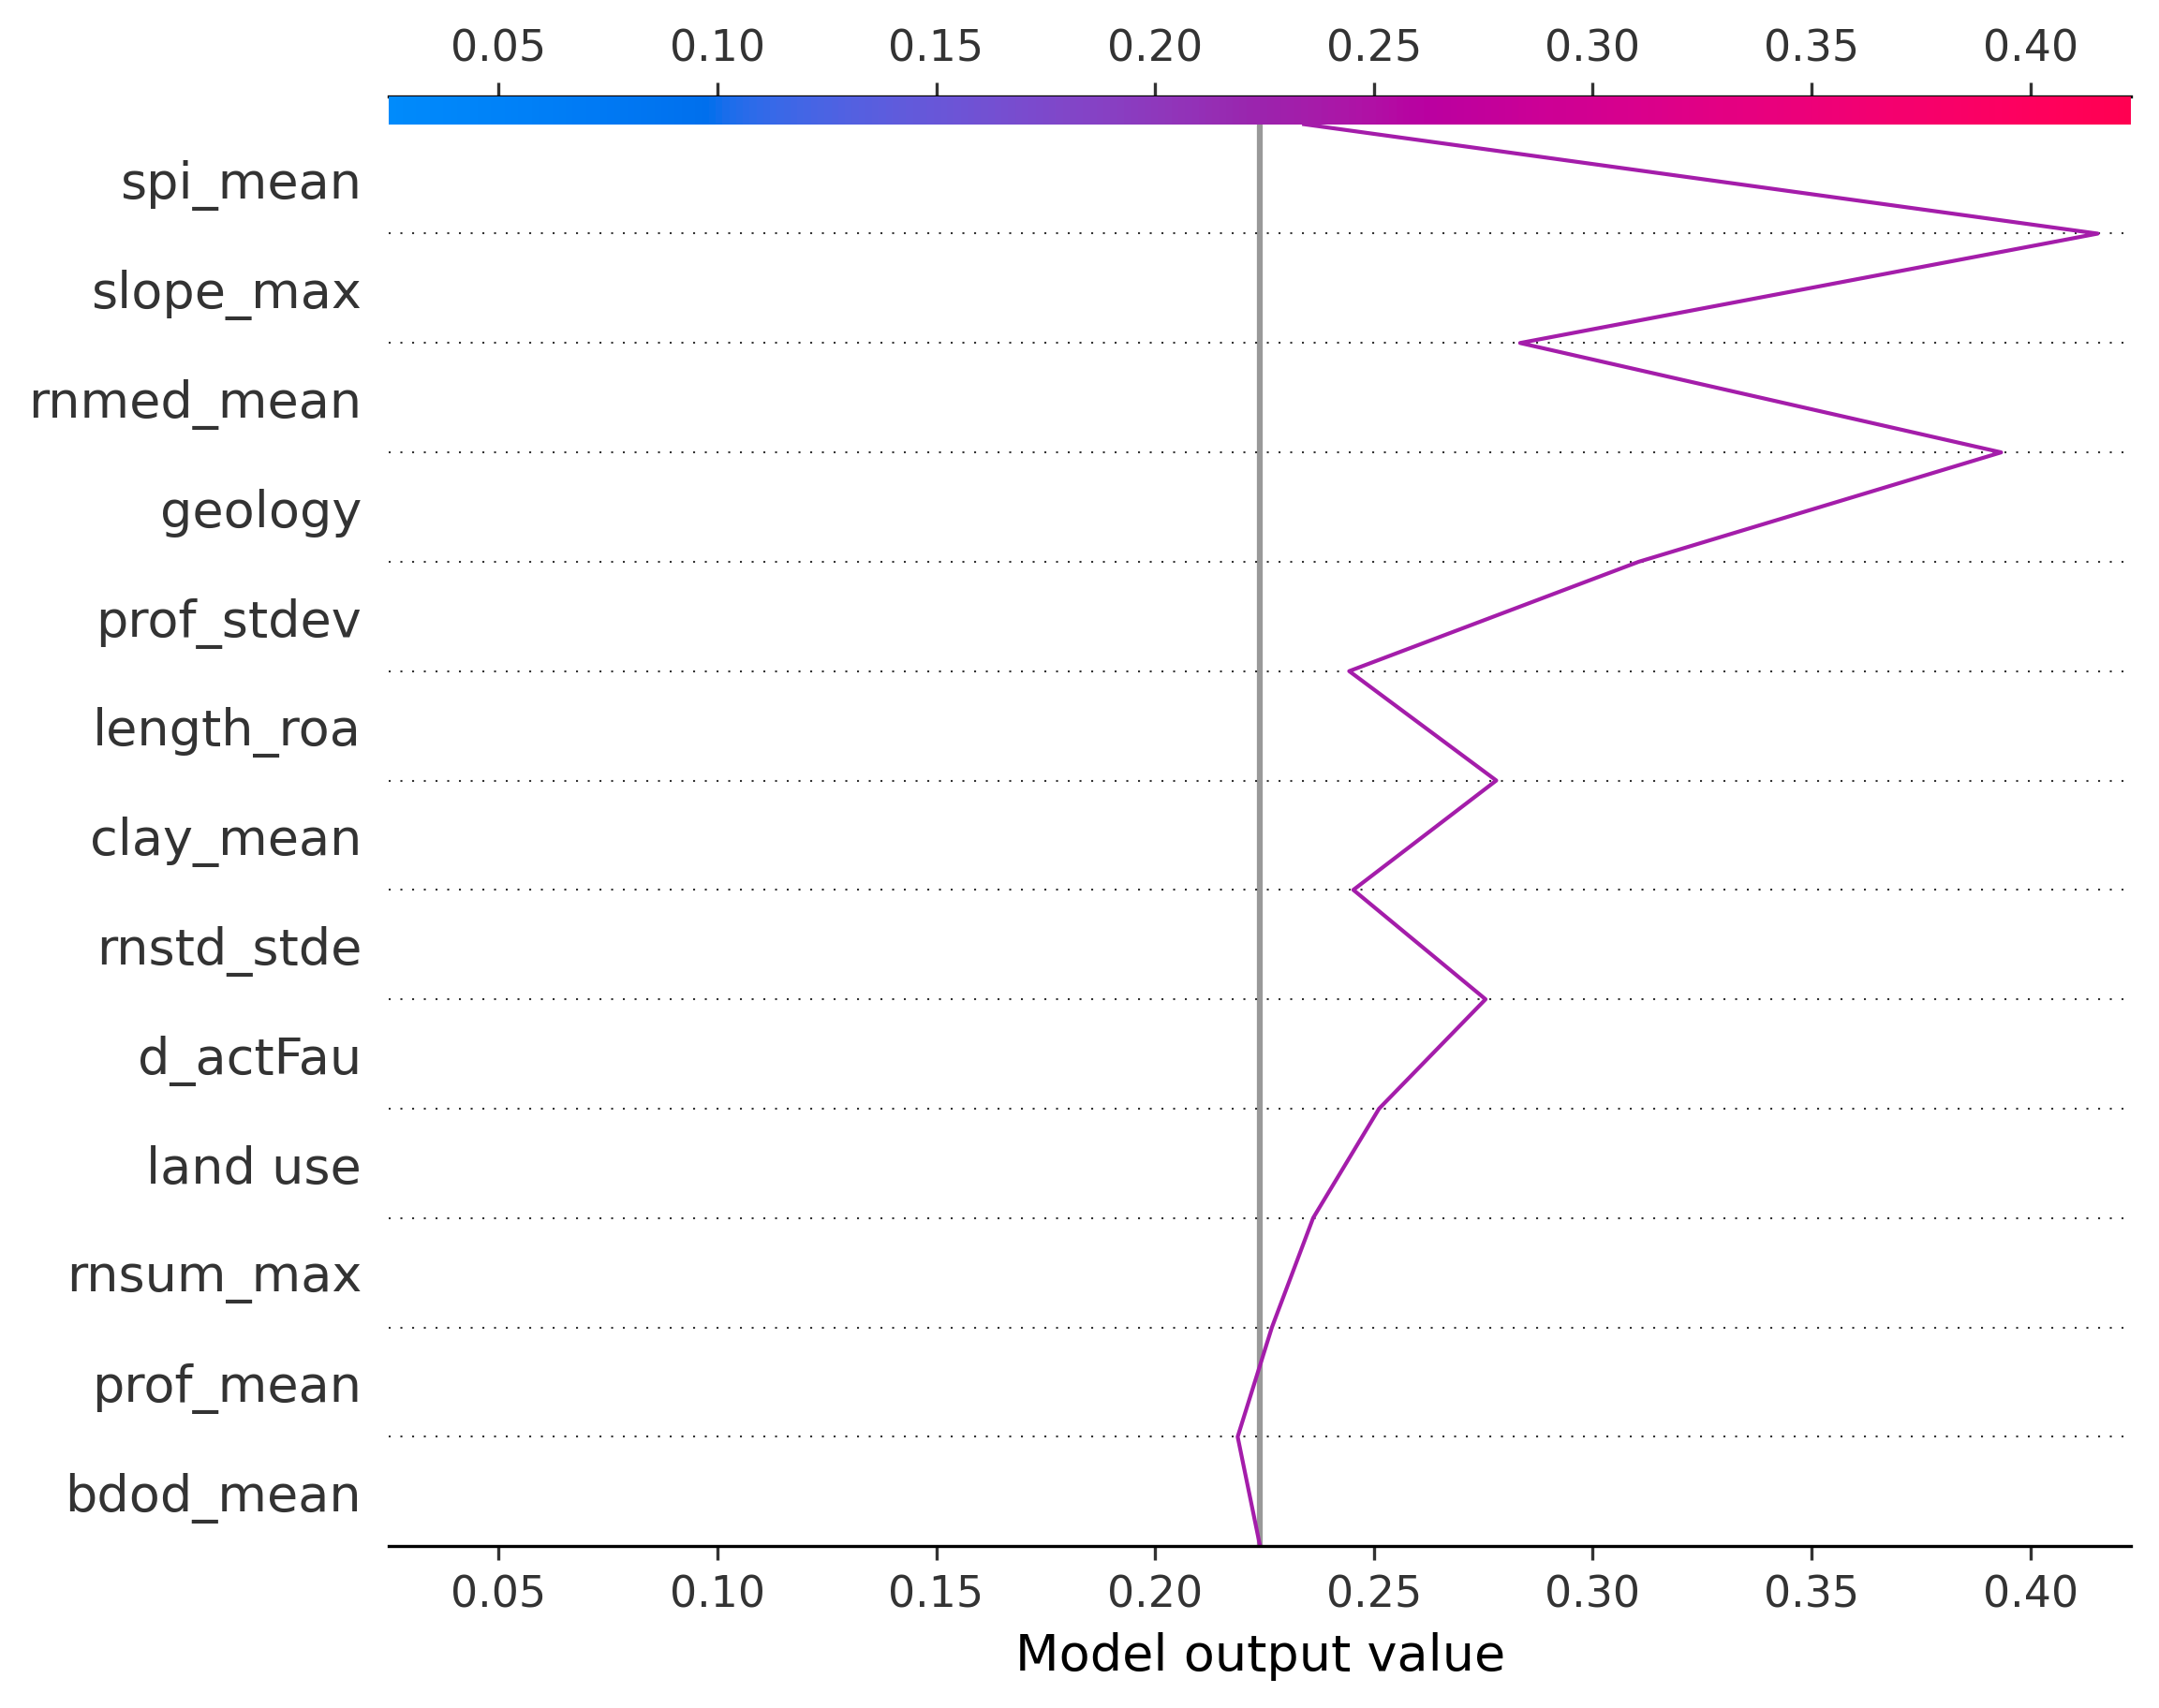 0.05 0.10 0.15 0.20 0.25 0.30 0.35 0.40
spi_mean
slope_max
rnmed_mean
geology
prof_stdev
length_roa
clay_mean
rnstd_stde
d_actFau
land use
rnsum_max
prof_mean
bdod_mean
0.05 0.10 0.15 0.20 0.25 0.30 0.35 0.40
Model output value